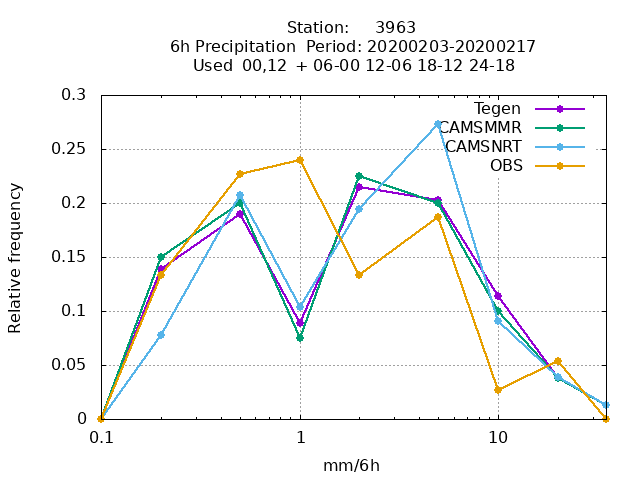 Station: 3963
6h Precipitation Period: 20200203-20200217
Used 00,12 + 06-00 12-06 18-12 24-18
Relative frequency
0.3
0.25
0.2
0.15
0.1
0.05
0
0.1
1
10
mm/6h
Tegen
CAMSMMR
CAMSNRT
OBS